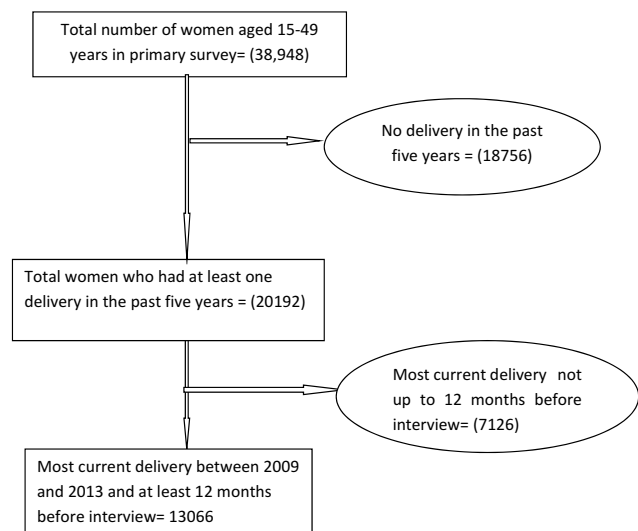 Total number of women aged 15-49
years in primary survey= (38,948)
No delivery in the past
five years = (18756)
Total women who had at least one
delivery in the past five years = (20192)
Most current delivery not
up to 12 months before
interview= (7126)
Most current delivery between 2009
and 2013 and at least 12 months
before interview= 13066